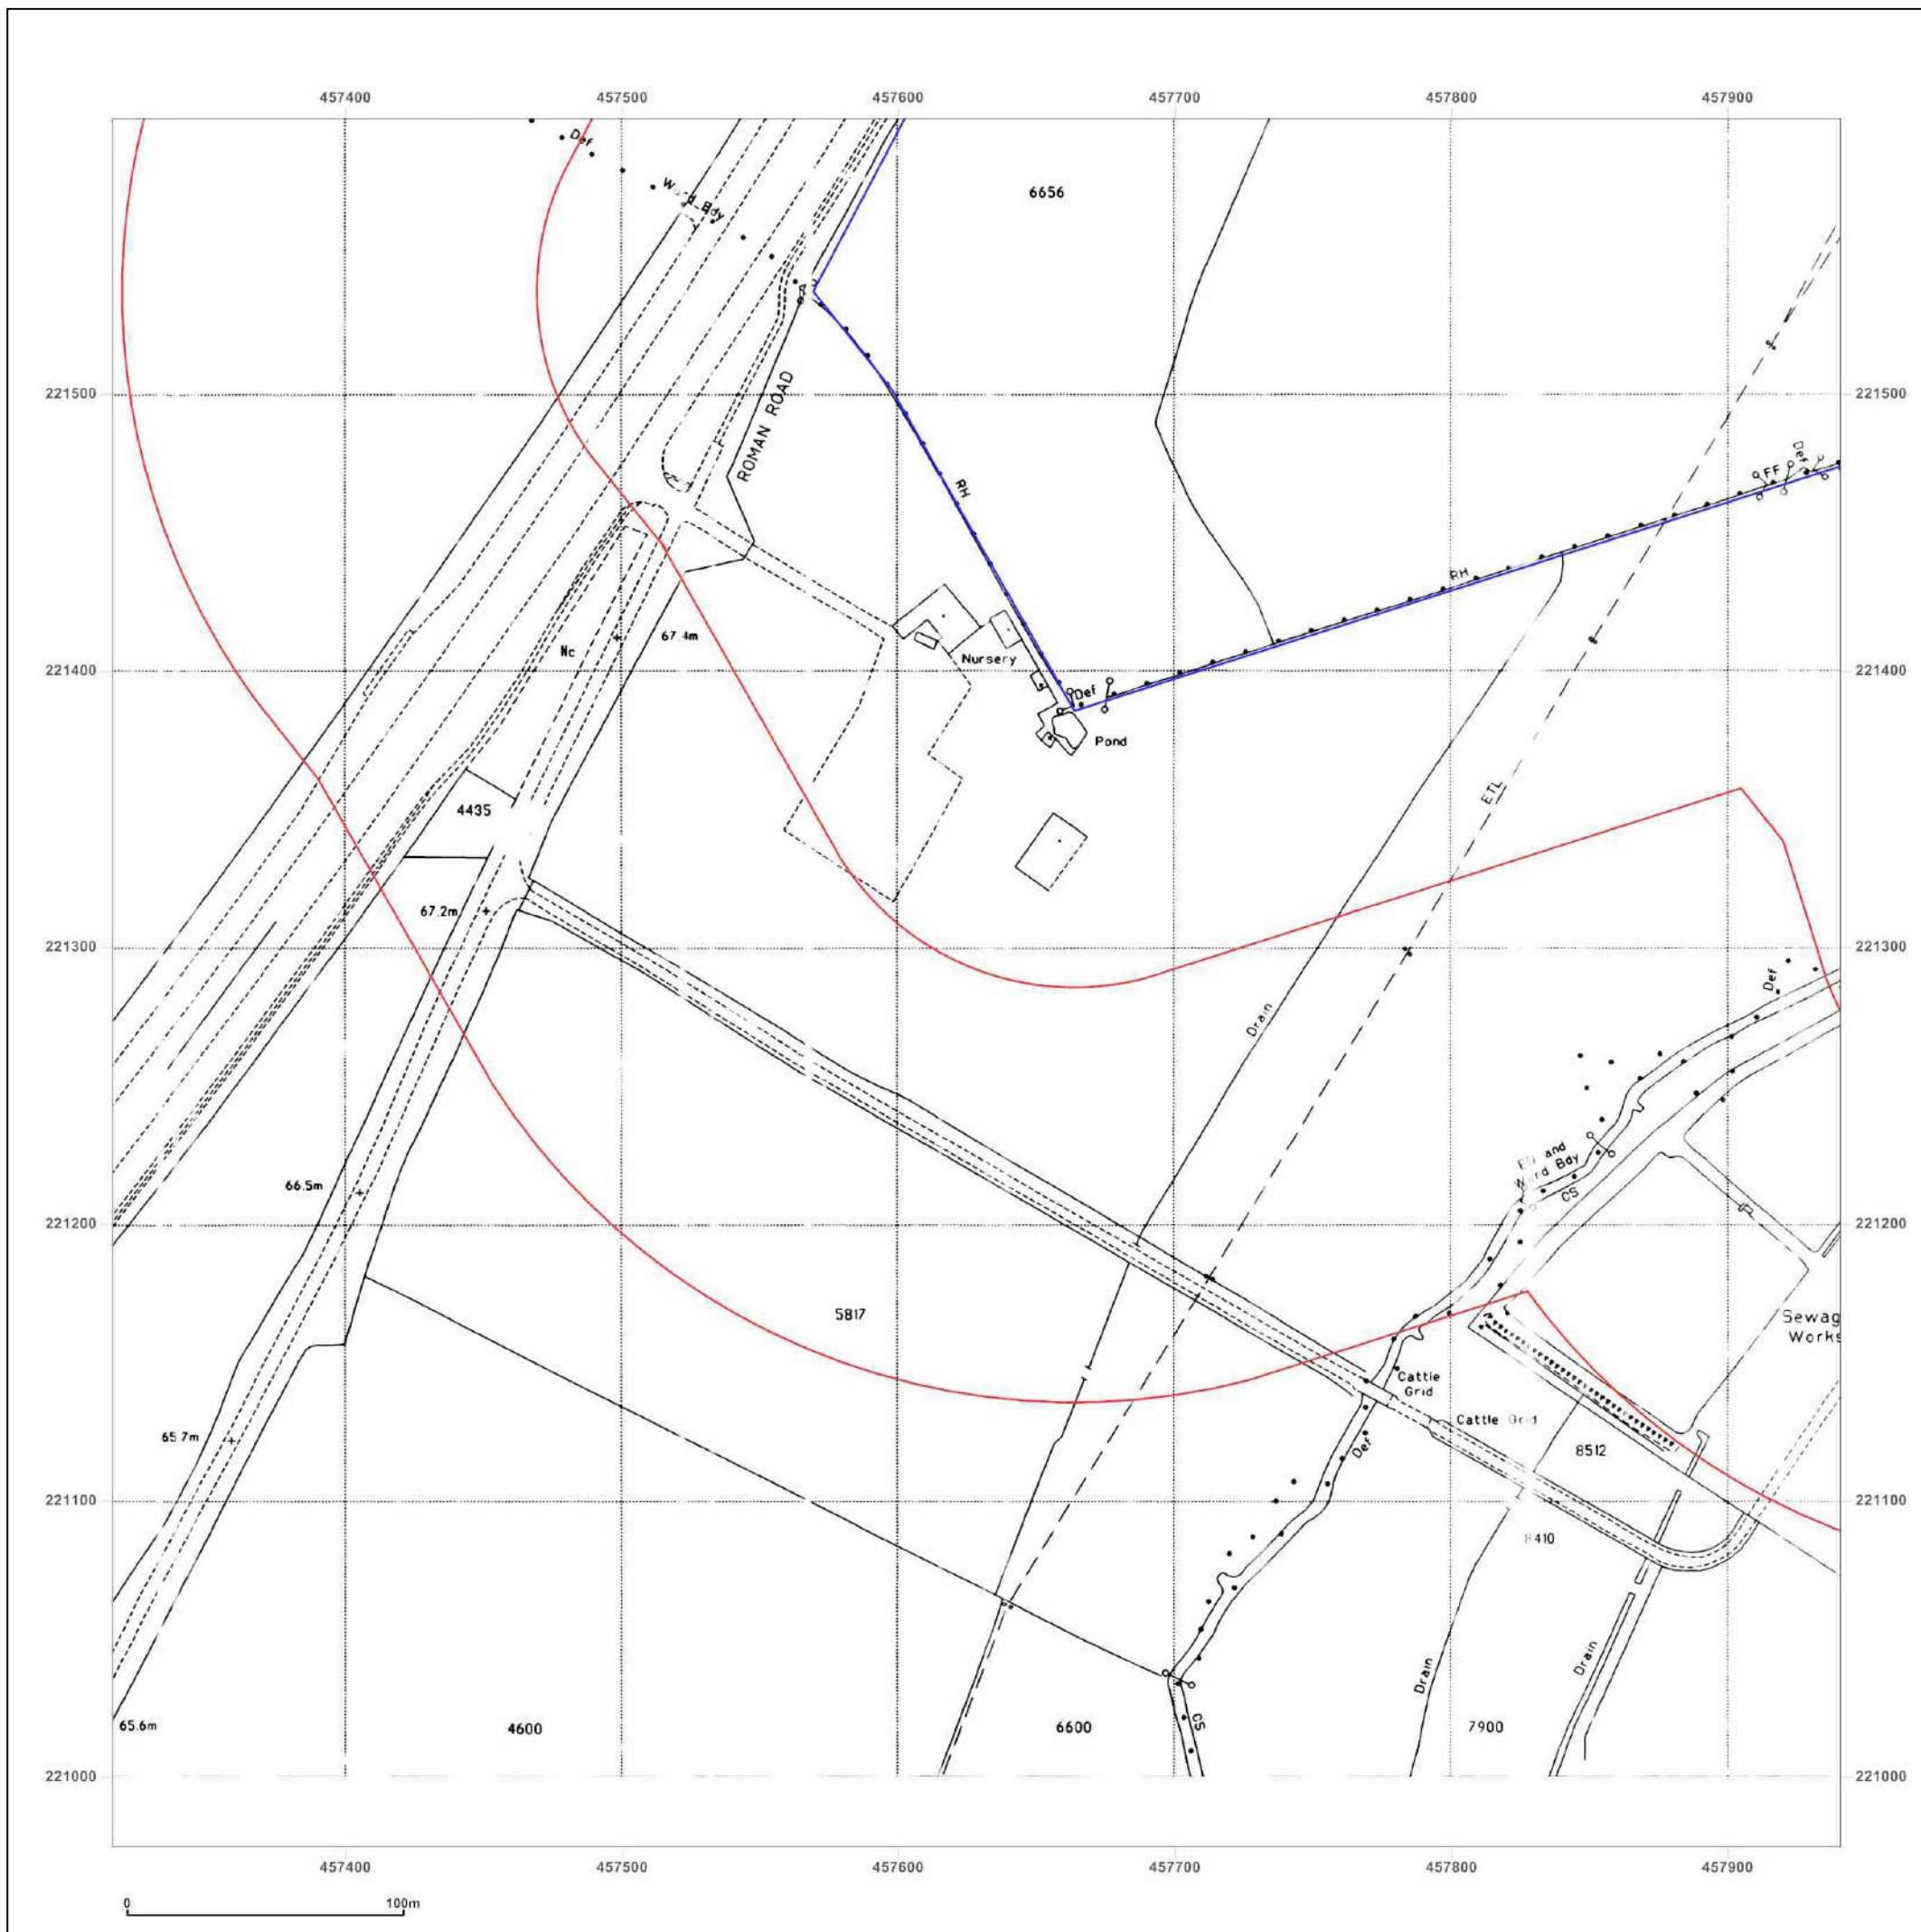 457400 457500 457600 457700 457800 457900
Def
Ward Bdy
6656
221500 221500
ROMAN ROAD
RH
FF
Def
RH
67.4m
Nc
Nursery
221400 221400
Def
Pond
ETL
4435
67.2m
221300 221300
Def
Drain
ED and
Ward Bdy
CS
66.5m
221200 221200
5817
Sewag
Works
Cattle
Grid
Cattle Grid
65.7m
Def
8512
221100 221100
8410
Drain
Drain
CS
65.6m
4600
6600
7900
221000 221000
457400 457500 457600 457700 457800 457900
0 100m